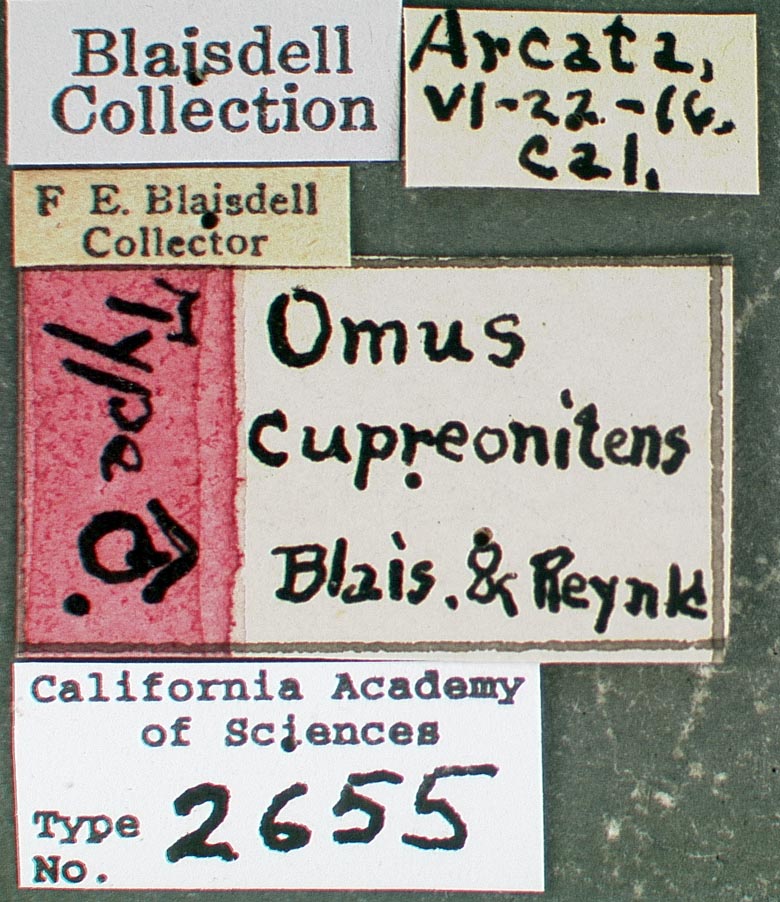 Blaisdell
Collection
Arcata,
VI-22-16.
Cal.
F E. Blaisdell
Collector
Type ♂.
Omus
cupreonitens
Blais. & Reynk
California Academy
of Sciences
Type
No. 2655